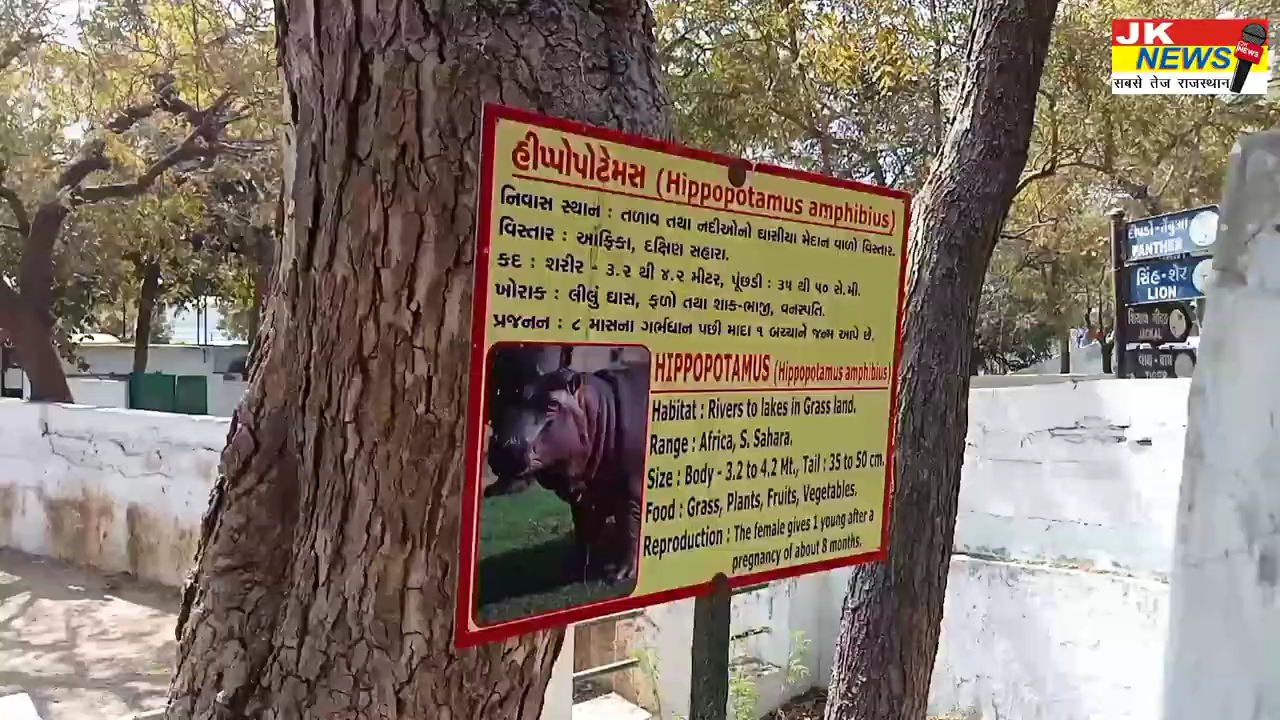 JK
NEWS
NEWS
सबसे तेज राजस्थान
હીપ્પોપોટેમસ (Hippopotamus amphibius)
નિવાસ સ્થાન : તળાવ તથા નદીઓનો ઘાસીયા મેદાન વાળો વિસ્તાર.
વિસ્તાર : આફ્રિકા, દક્ષિણ સહારા.
કદ : શરીર - ૩.૨ થી ૪.૨ મીટર, પૂંછડી : ૩૫ થી ૫૦ સે.મી.
ખોરાક : લીલું ઘાસ, ફળો તથા શાક-ભાજી, વનસ્પતિ.
પ્રજનન : ૮ માસના ગર્ભધાન પછી માદા ૧ બચ્ચાને જન્મ આપે છે.
HIPPOPOTAMUS (Hippopotamus amphibius)
Habitat : Rivers to lakes in Grass land.
Range : Africa, S. Sahara.
Size : Body - 3.2 to 4.2 Mt., Tail : 35 to 50 cm.
Food : Grass, Plants, Fruits, Vegetables.
Reproduction : The female gives 1 young after a
pregnancy of about 8 months.
દીપડો-તેંદુઆ
PANTHER
સિંહ-શેર
LION
JACKAL
વાઘ-બાઘ
TIGER